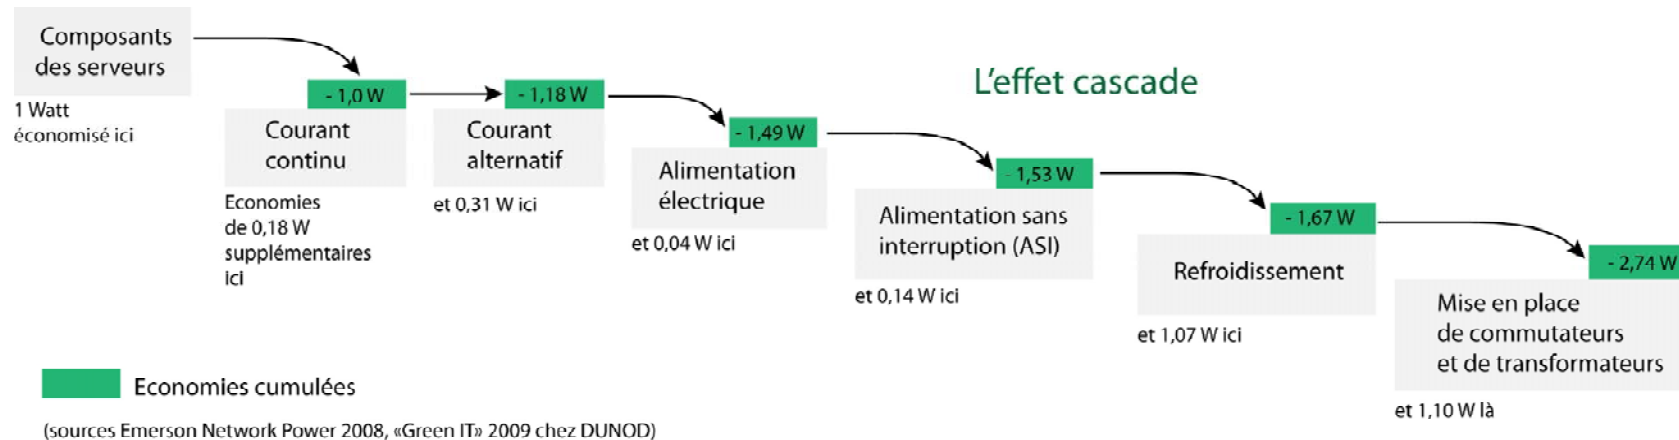 L'effet cascade
Composants
des serveurs
1 Watt
économisé ici
- 1,0 W
Courant
continu
Economies
de 0,18 W
supplémentaires
ici
- 1,18 W
Courant
alternatif
et 0,31 W ici
- 1,49 W
Alimentation
électrique
et 0,04 W ici
- 1,53 W
Alimentation sans
interruption (ASI)
et 0,14 W ici
- 1,67 W
Refroidissement
et 1,07 W ici
- 2,74 W
Mise en place
de commutateurs
et de transformateurs
et 1,10 W là
Economies cumulées
(sources Emerson Network Power 2008, «Green IT» 2009 chez DUNOD)